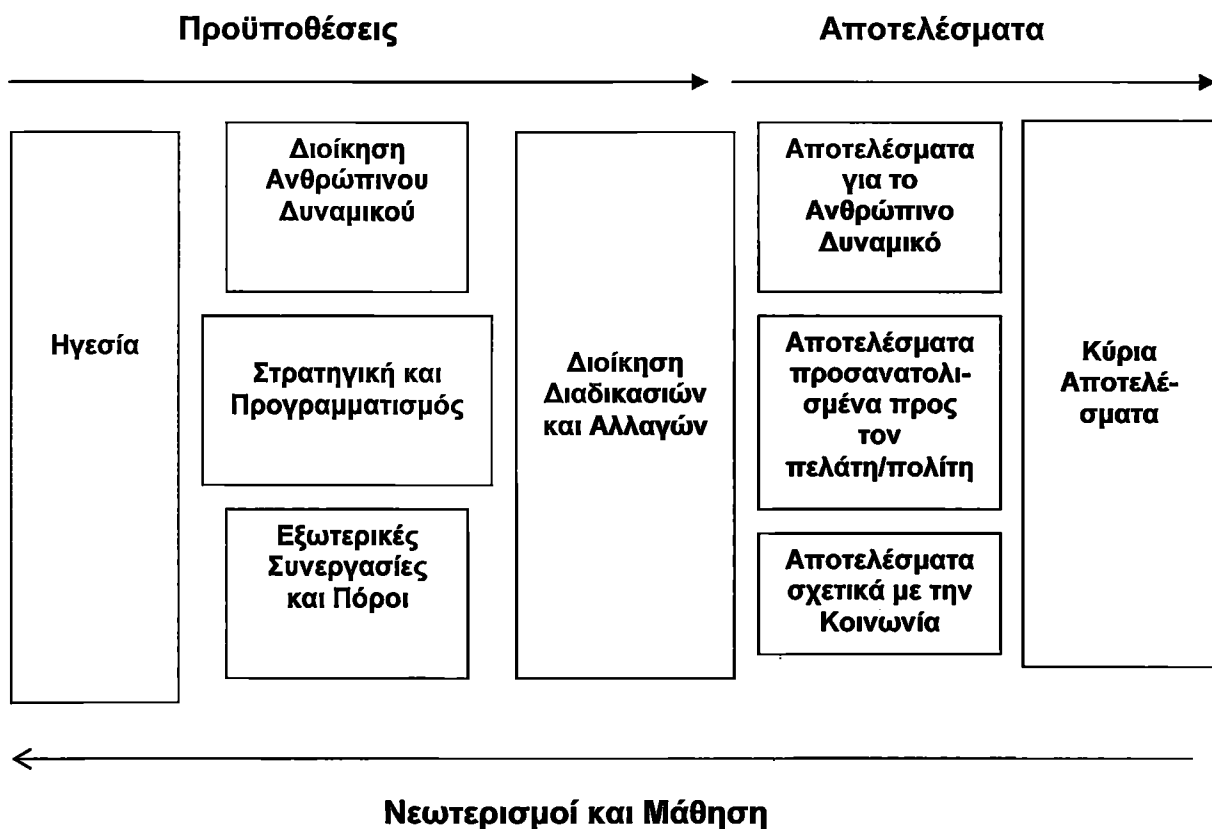 Προϋποθέσεις
Αποτελέσματα
Ηγεσία
Διοίκηση
Ανθρώπινου
Δυναμικού
Στρατηγική και
Προγραμματισμός
Εξωτερικές
Συνεργασίες
και Πόροι
Διοίκηση
Διαδικασιών
και Αλλαγών
Αποτελέσματα
για το
Ανθρώπινο
Δυναμικό
Αποτελέσματα
προσανατολι-
σμένα προς
τον
πελάτη/πολίτη
Αποτελέσματα
σχετικά με την
Κοινωνία
Κύρια
Αποτελέ-
σματα
Νεωτερισμοί και Μάθηση